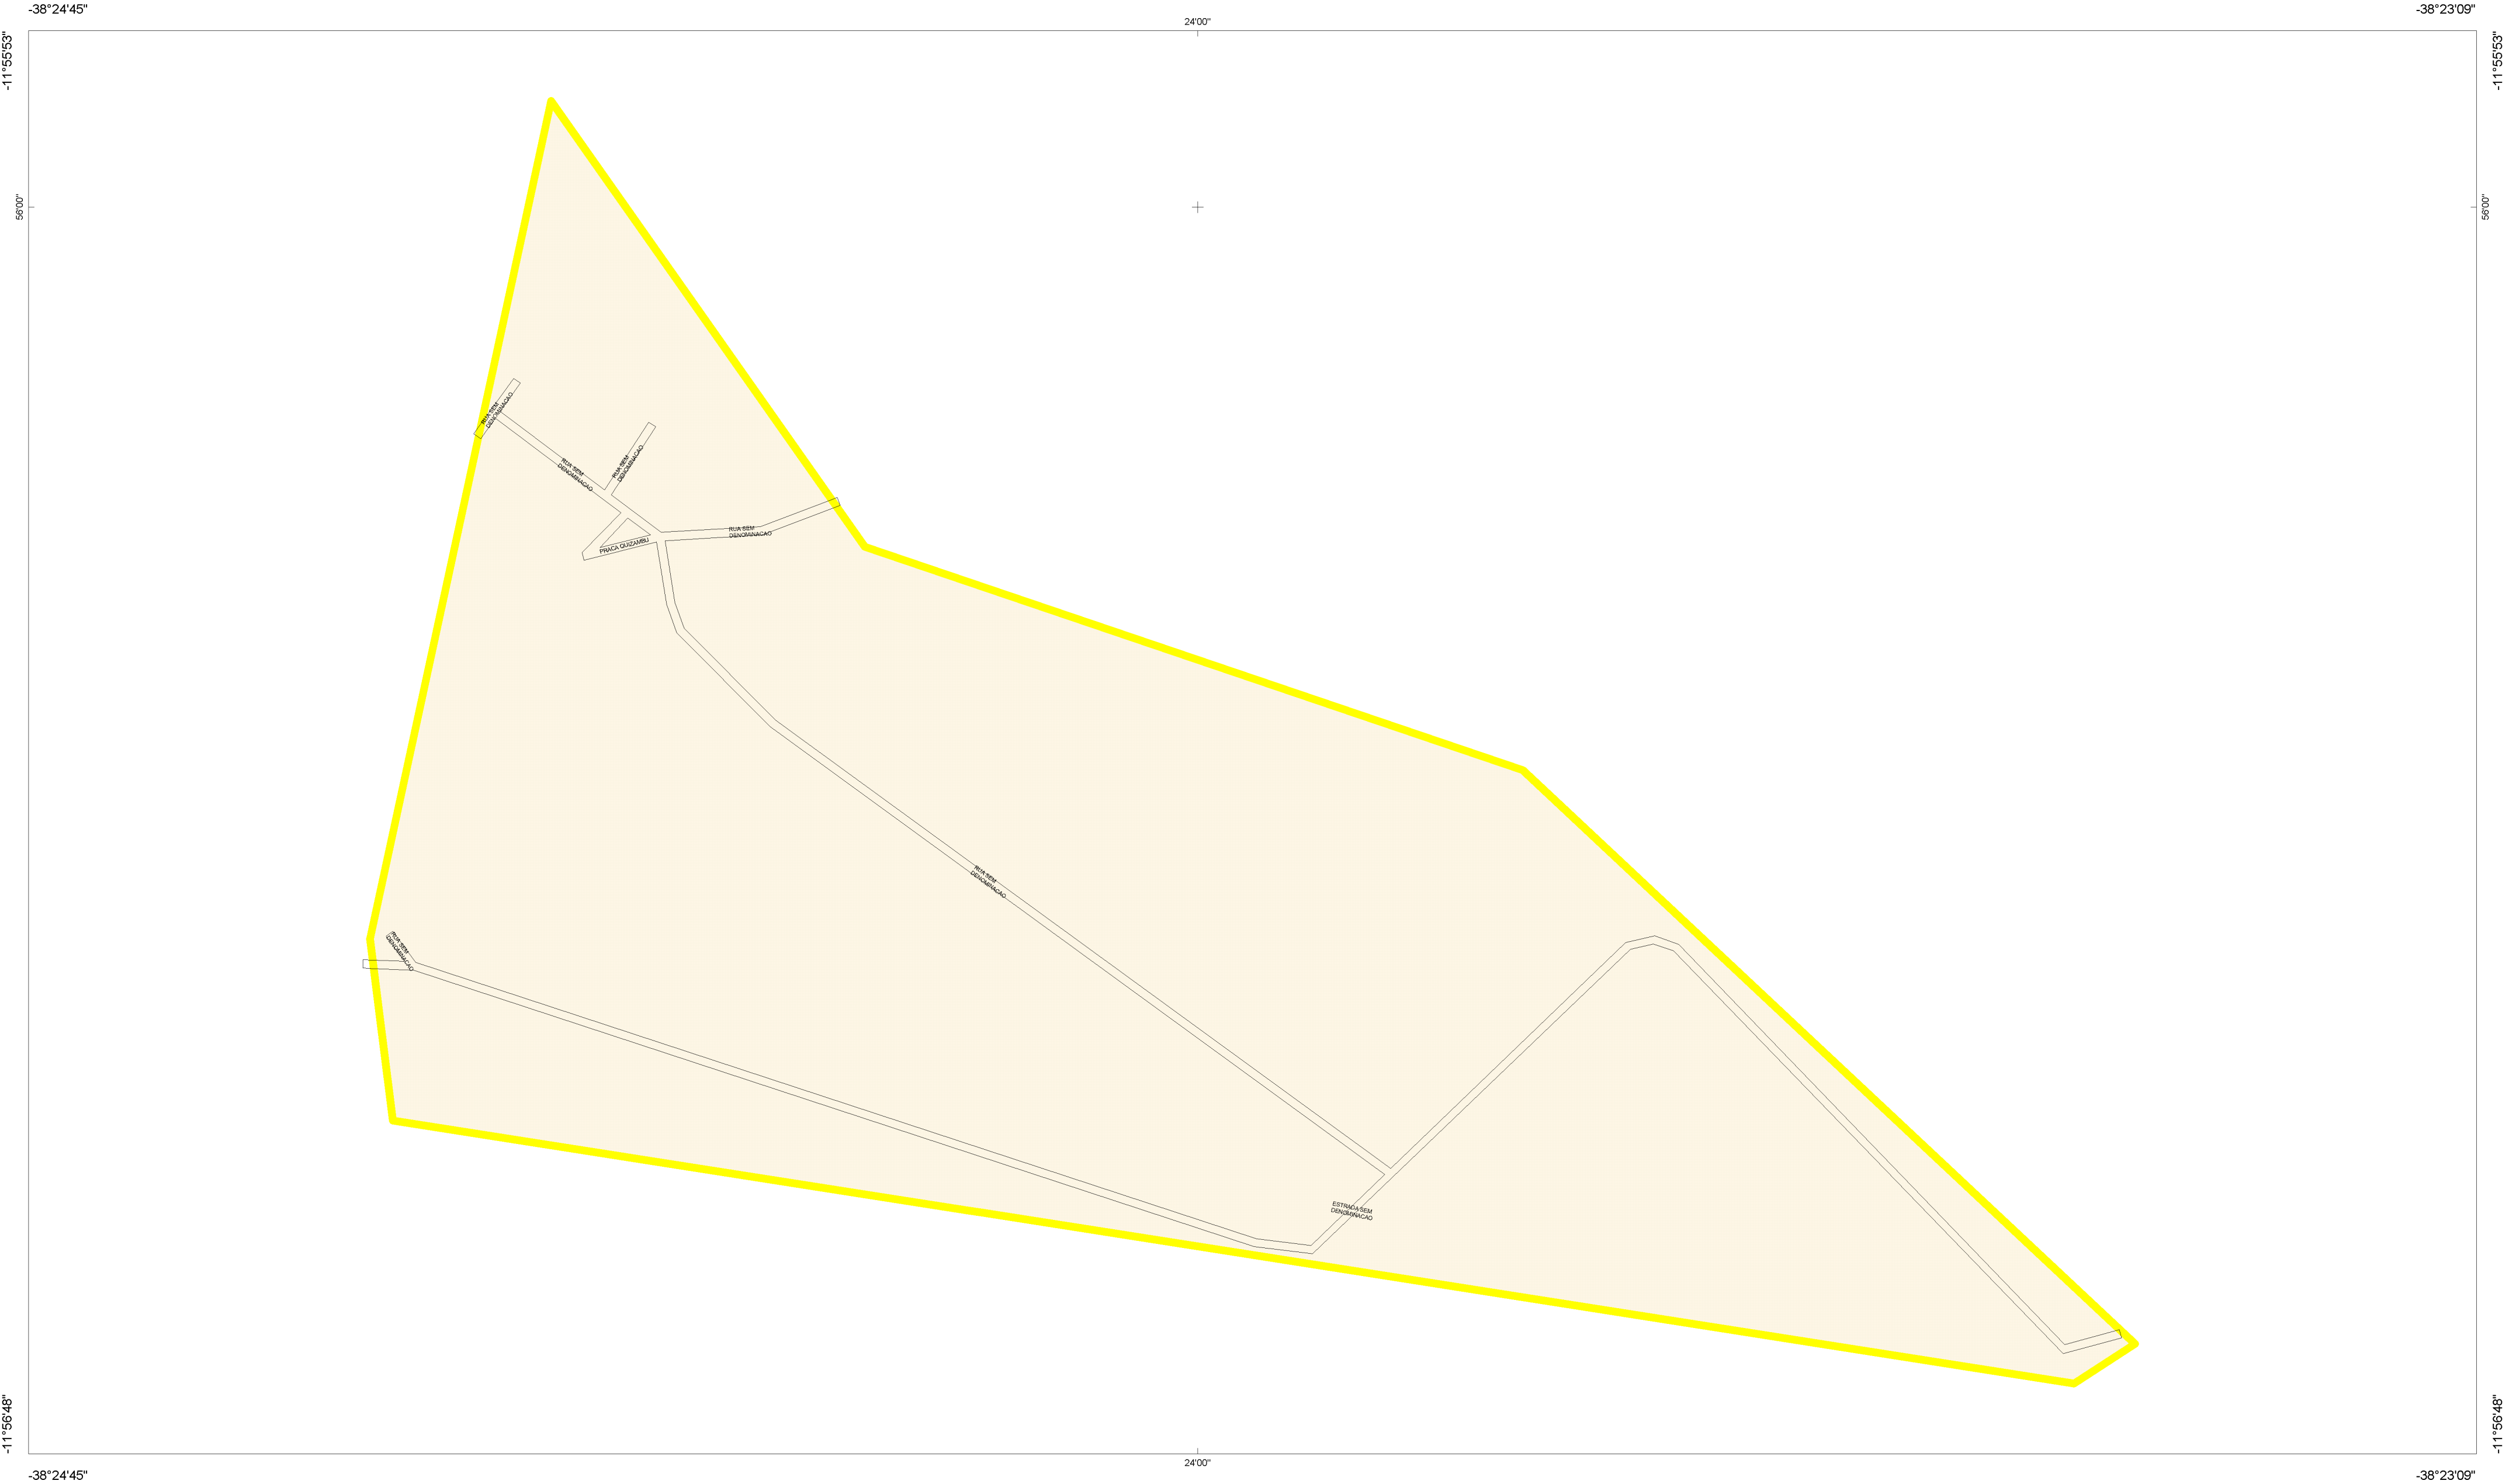 -38°24'45"
-38°23'09"
24'00"
-11°55'53"
-11°55'53"
56'00"
56'00"
RUA SEM
DENOMINACAO
RUA SEM
DENOMINACAO
RUA SEM
DENOMINACAO
RUA SEM
DENOMINACAO
PRACA QUIZAMBU
RUA SEM
DENOMINACAO
RUA SEM
DENOMINACAO
ESTRADA SEM
DENOMINACAO
-11°56'48"
-11°56'48"
24'00"
-38°24'45"
-38°23'09"